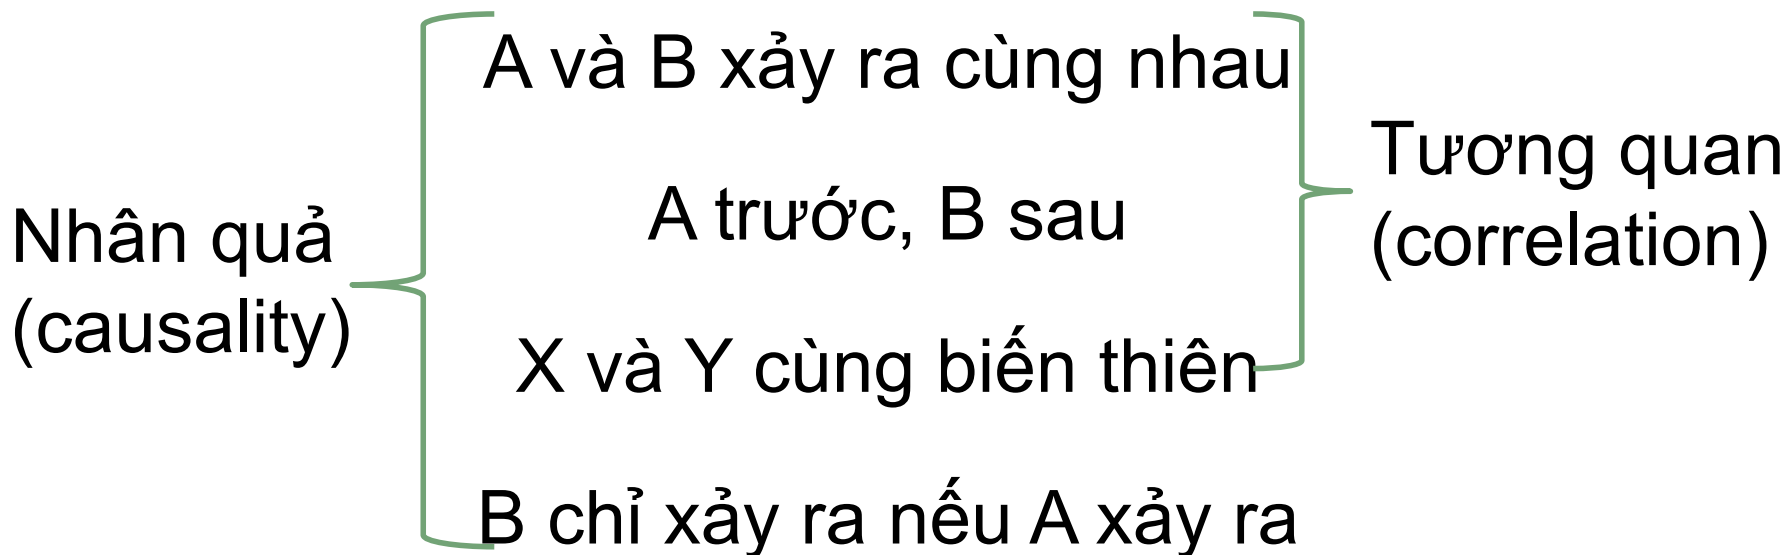 Nhân quả
(causality)
A và B xảy ra cùng nhau
A trước, B sau
X và Y cùng biến thiên
B chỉ xảy ra nếu A xảy ra
Tương quan
(correlation)